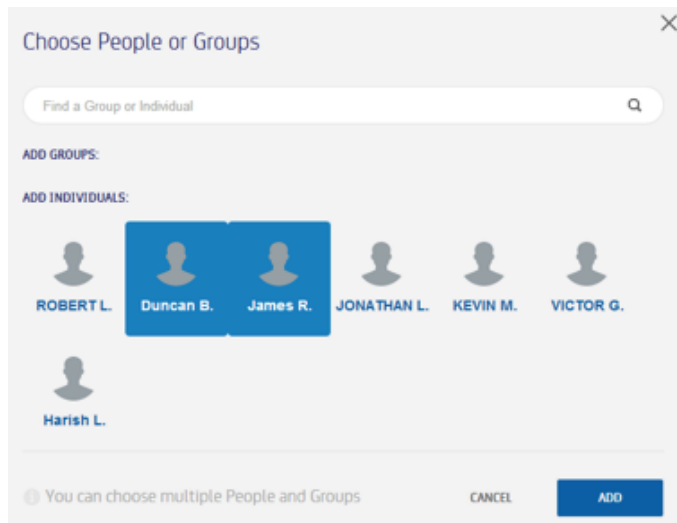 Choose People or Groups
Find a Group or Individual
ADD GROUPS:
ADD INDIVIDUALS:
ROBERT L. Duncan B. James R. JONATHAN L. KEVIN M. VICTOR G.
Harish L.
You can choose multiple People and Groups CANCEL ADD